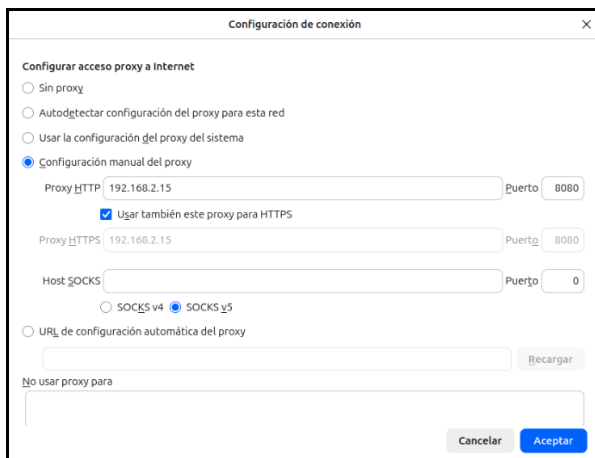 Configuración de conexión
Configurar acceso proxy a Internet
Sin proxy
Autodetectar configuración del proxy para esta red
Usar la configuración del proxy del sistema
Configuración manual del proxy
Proxy HTTP 192.168.2.15 Puerto 8080
Usar también este proxy para HTTPS
Proxy HTTPS 192.168.2.15 Puerto 8080
Host SOCKS Puerto 0
SOCKS v4 SOCKS v5
URL de configuración automática del proxy
Recargar
No usar proxy para
Cancelar Aceptar